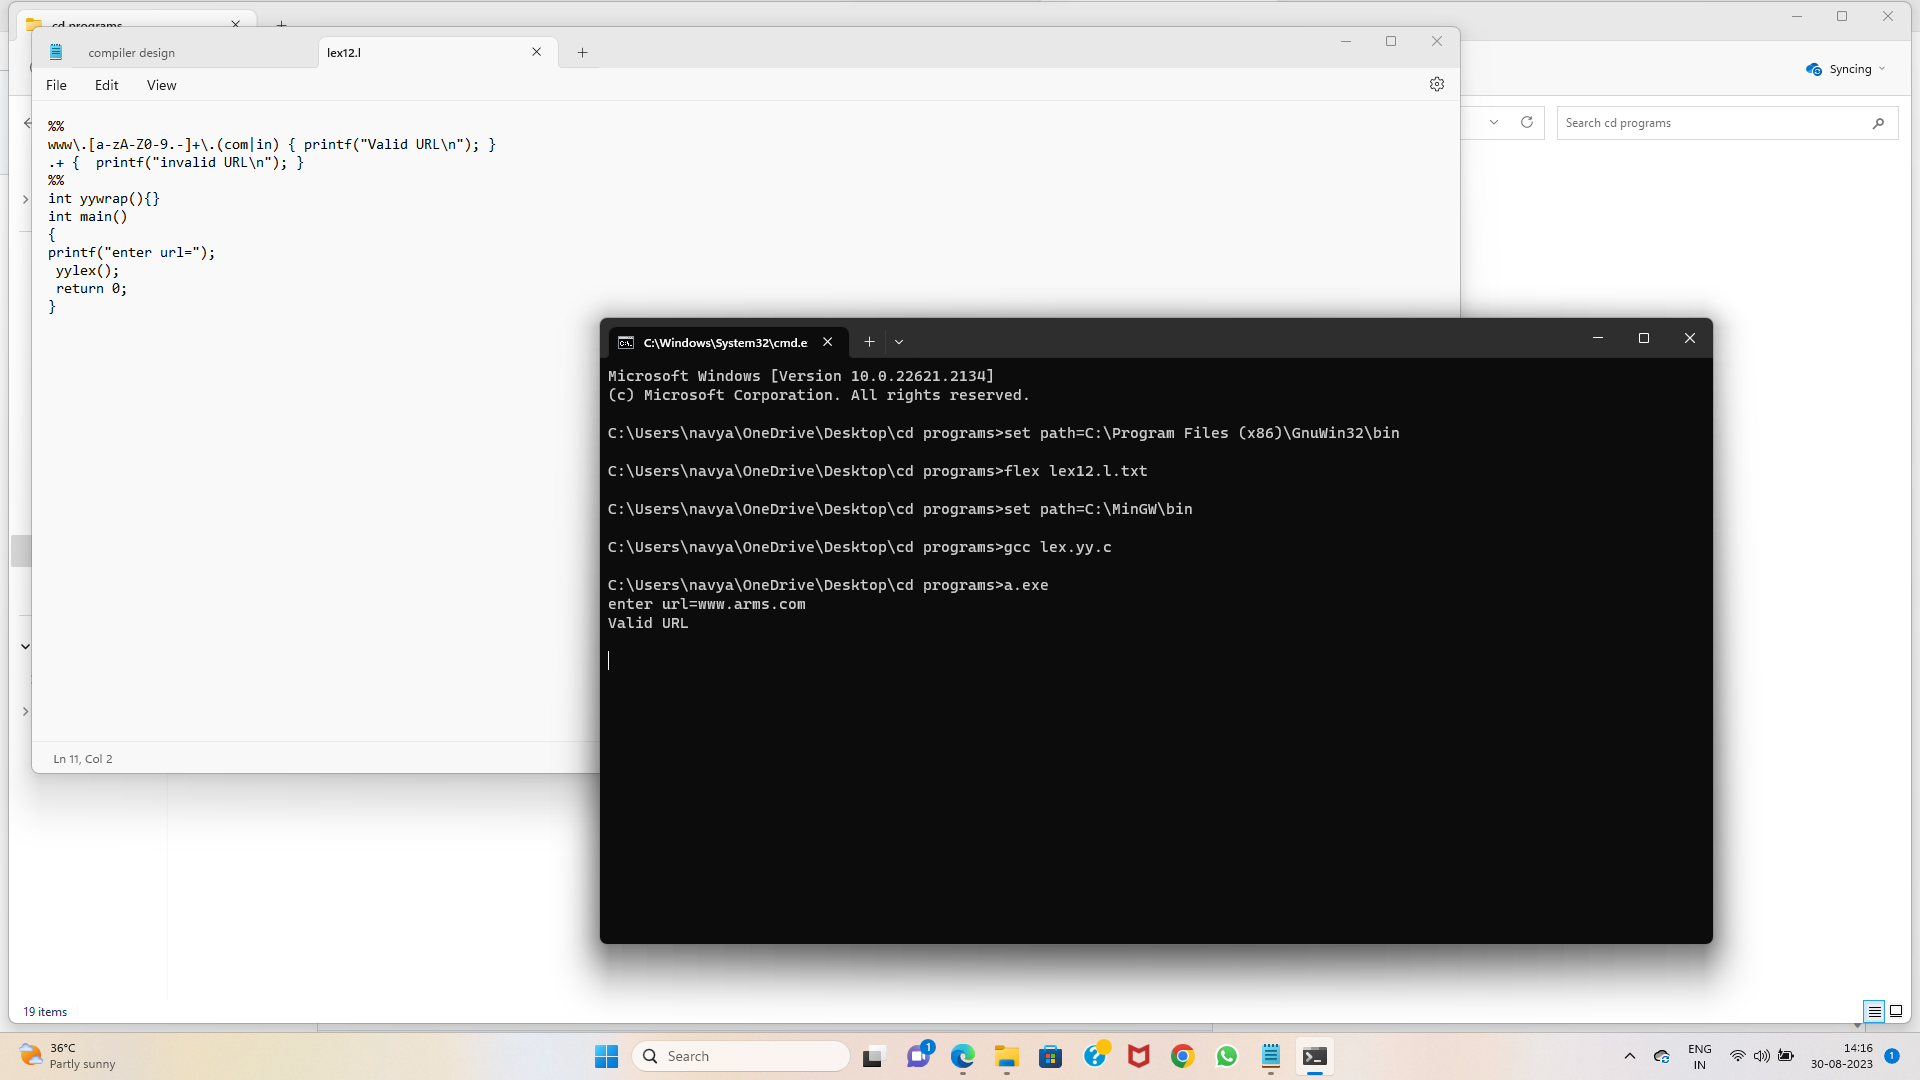 cd programs
compiler design
lex12.l
File Edit View
Syncing
Search cd programs
%%
www\.[a-zA-Z0-9.-]+\.(com|in) { printf("Valid URL\n"); }
.+ {  printf("invalid URL\n"); }
%%
int yywrap(){}
int main()
{
printf("enter url=");
 yylex();
 return 0;
}
Ln 11, Col 2
C:\Windows\System32\cmd.e
Microsoft Windows [Version 10.0.22621.2134]
(c) Microsoft Corporation. All rights reserved.
C:\Users\navya\OneDrive\Desktop\cd programs>set path=C:\Program Files (x86)\GnuWin32\bin
C:\Users\navya\OneDrive\Desktop\cd programs>flex lex12.l.txt
C:\Users\navya\OneDrive\Desktop\cd programs>set path=C:\MinGW\bin
C:\Users\navya\OneDrive\Desktop\cd programs>gcc lex.yy.c
C:\Users\navya\OneDrive\Desktop\cd programs>a.exe
enter url=www.arms.com
Valid URL
19 items
36°C
Partly sunny
Search
1
ENG
IN
14:16
30-08-2023
1